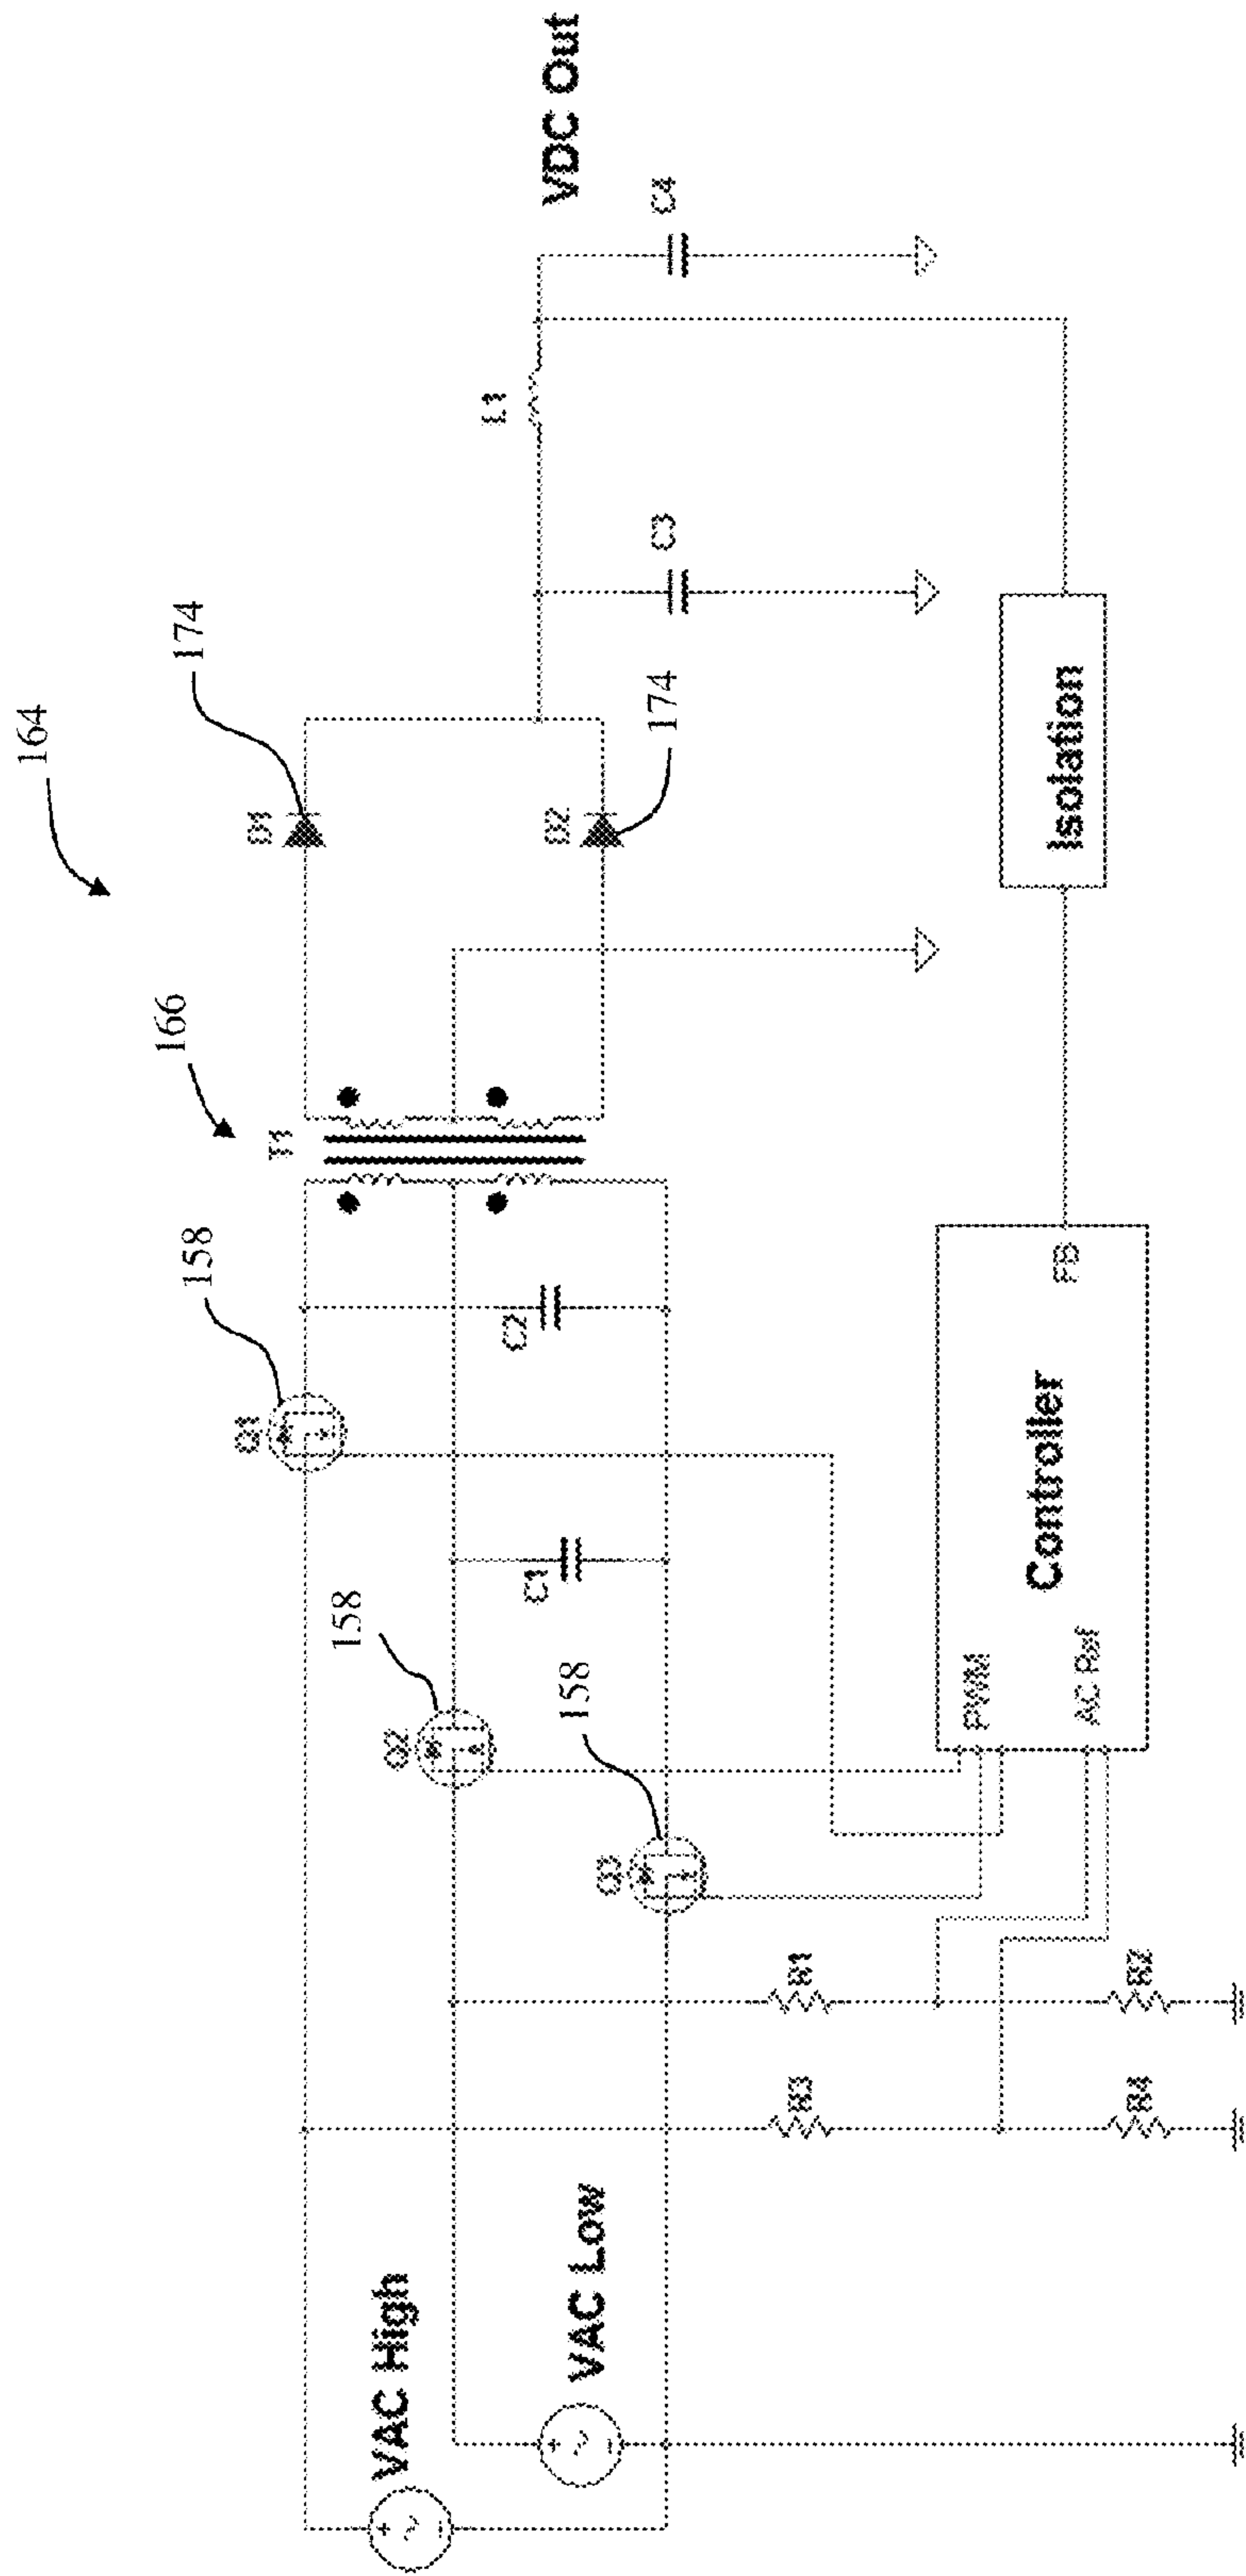 164
166
T1
158
Q1
158
Q2
158
Q3
D1
174
D2
174
L1
C3
C4
VDC Out
C2
C1
VAC High
VAC Low
R1
R2
R3
R4
PWM
AC Ref
Controller
FB
Isolation